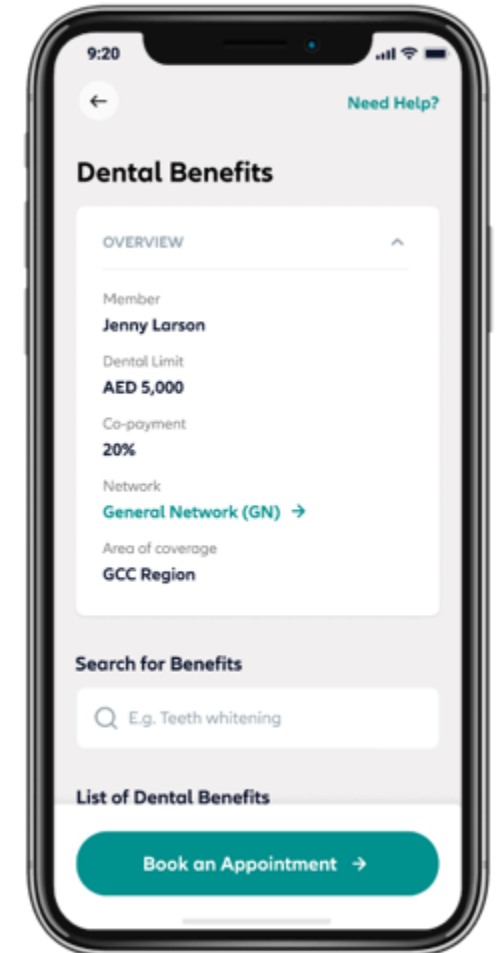 9:20
Need Help?
Dental Benefits
OVERVIEW
Member
Jenny Larson
Dental Limit
AED 5,000
Co-payment
20%
Network
General Network (GN) →
Area of coverage
GCC Region
Search for Benefits
E.g. Teeth whitening
List of Dental Benefits
Book an Appointment →